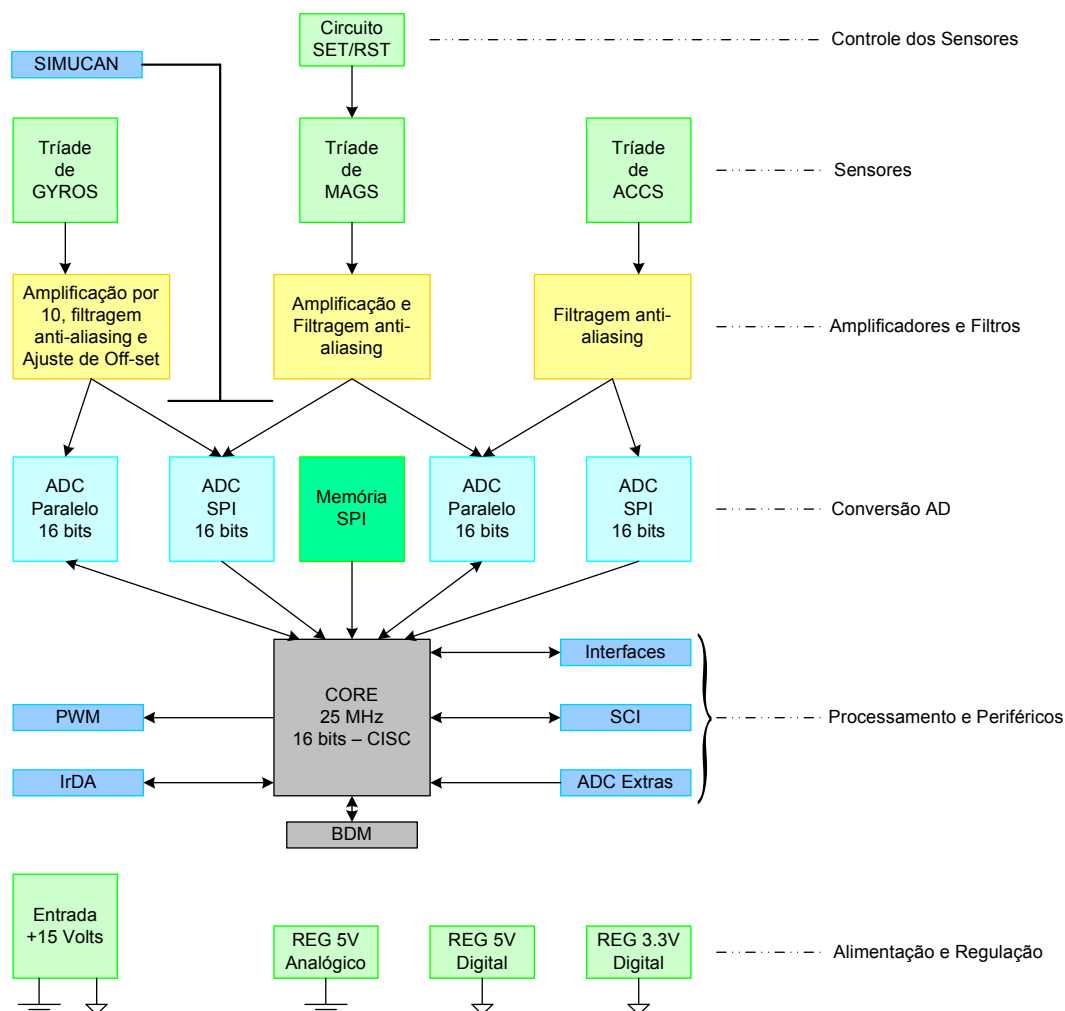 Circuito
SET/RST
Controle dos Sensores
SIMUCAN
Tríade
de
GYROS
Tríade
de
MAGS
Tríade
de
ACCS
Sensores
Amplificação por
10, filtragem
anti-aliasing e
Ajuste de Off-set
Amplificação e
Filtragem anti-
aliasing
Filtragem anti-
aliasing
Amplificadores e Filtros
ADC
Paralelo
16 bits
ADC
SPI
16 bits
Memória
SPI
ADC
Paralelo
16 bits
ADC
SPI
16 bits
Conversão AD
CORE
25 MHz
16 bits – CISC
Interfaces
PWM
SCI
Processamento e Periféricos
IrDA
ADC Extras
BDM
Entrada
+15 Volts
REG 5V
Analógico
REG 5V
Digital
REG 3.3V
Digital
Alimentação e Regulação